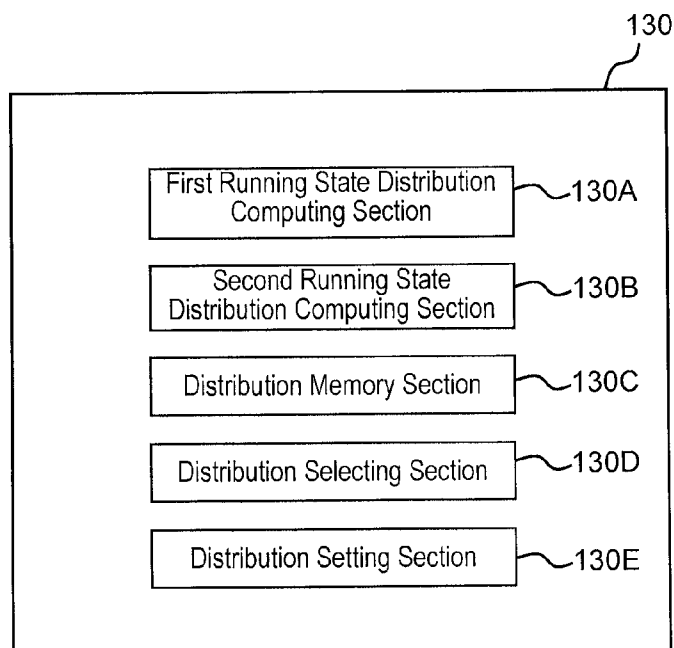 130
First Running State Distribution
Computing Section
130A
Second Running State
Distribution Computing Section
130B
Distribution Memory Section
130C
Distribution Selecting Section
130D
Distribution Setting Section
130E